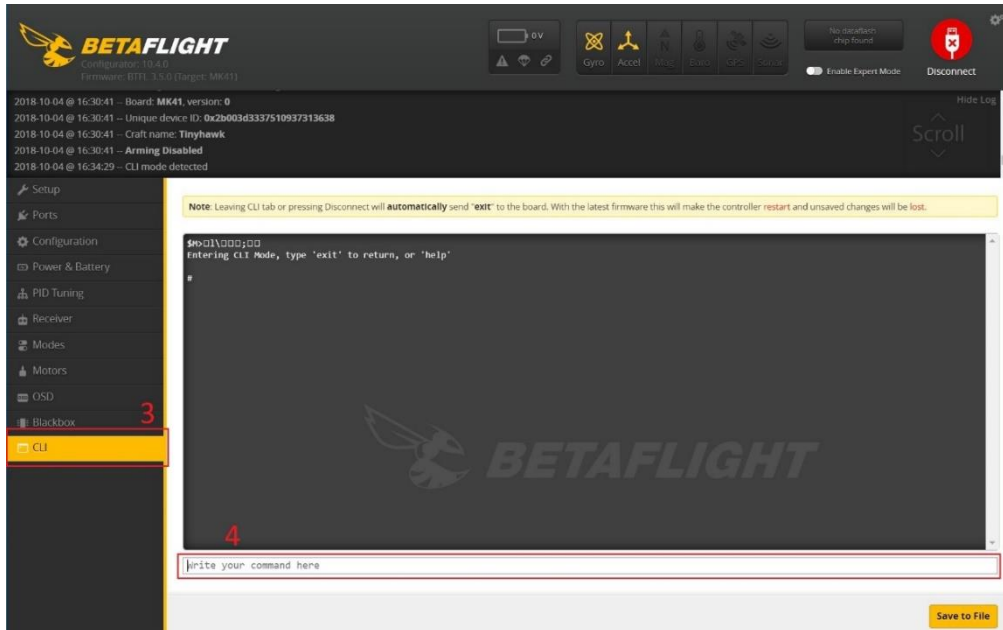 BETAFLIGHT
Configurator: 10.4.0
Firmware: BTFL 3.5.0 (Target: MK41)
0 V
Gyro Accel Mag Baro GPS Sonar
No dataflash
chip found
Enable Expert Mode
Disconnect
2018-10-04 @ 16:30:41 -- Board: MK41, version: 0
2018-10-04 @ 16:30:41 -- Unique device ID: 0x2b003d3337510937313638
2018-10-04 @ 16:30:41 -- Craft name: Tinyhawk
2018-10-04 @ 16:30:41 -- Arming Disabled
2018-10-04 @ 16:34:29 -- CLI mode detected
Hide Log
Scroll
Setup
Ports
Configuration
Power & Battery
PID Tuning
Receiver
Modes
Motors
OSD
Blackbox
3
CLI
Note: Leaving CLI tab or pressing Disconnect will automatically send "exit" to the board. With the latest firmware this will make the controller restart and unsaved changes will be lost.
$M>□l\□□□;□□
Entering CLI Mode, type 'exit' to return, or 'help'
#
BETAFLIGHT
4
Write your command here
Save to File